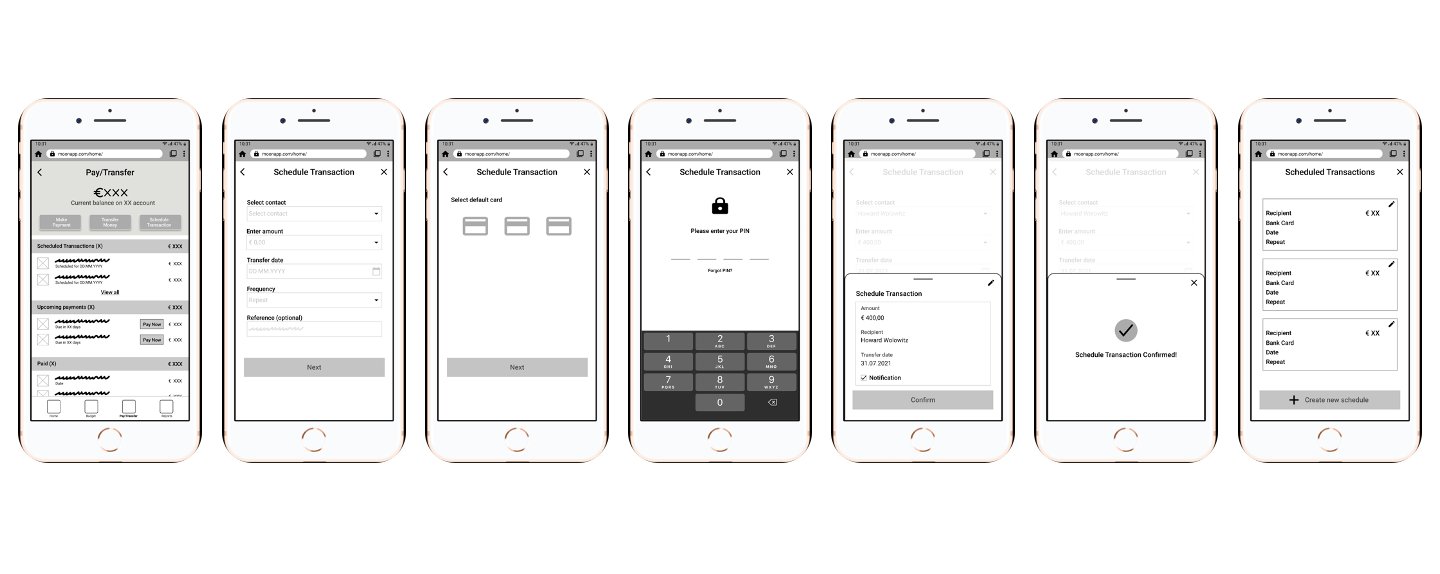 10:31 47%
moonapp.com/home/
Pay/Transfer
€XXX
Current balance on XX account
Make Payment
Transfer Money
Schedule Transaction
Scheduled Transactions (X) € XXX
Scheduled for DD.MM.YYYY € XXX
Scheduled for DD.MM.YYYY € XXX
View all
Upcoming payments (X) € XXX
Due in XX days Pay Now € XXX
Due in XX days Pay Now € XXX
Paid (X) € XXX
Date € XXX
€ XXX
Home Budget Pay/Transfer Reports
10:31 47%
moonapp.com/home/
Schedule Transaction
Select contact
Select contact
Enter amount
€ 0,00
Transfer date
DD.MM.YYYY
Frequency
Repeat
Reference (optional)
Next
10:31 47%
moonapp.com/home/
Schedule Transaction
Select default card
Next
10:31 47%
moonapp.com/home/
Schedule Transaction
Please enter your PIN
Forgot PIN?
1 2 3
ABC DEF
4 5 6
GHI JKL MNO
7 8 9
PQRS TUV WXYZ
0
10:31 47%
moonapp.com/home/
Schedule Transaction
Select contact
Howard Wolowitz
Enter amount
€ 400,00
Transfer date
Schedule Transaction
Amount
€ 400,00
Recipient
Howard Wolowitz
Transfer date
31.07.2021
Notification
Confirm
10:31 47%
moonapp.com/home/
Schedule Transaction
Select contact
Howard Wolowitz
Enter amount
€ 400,00
Transfer date
Schedule Transaction Confirmed!
10:31 47%
moonapp.com/home/
Scheduled Transactions
Recipient € XX
Bank Card
Date
Repeat
Recipient € XX
Bank Card
Date
Repeat
Recipient € XX
Bank Card
Date
Repeat
Create new schedule